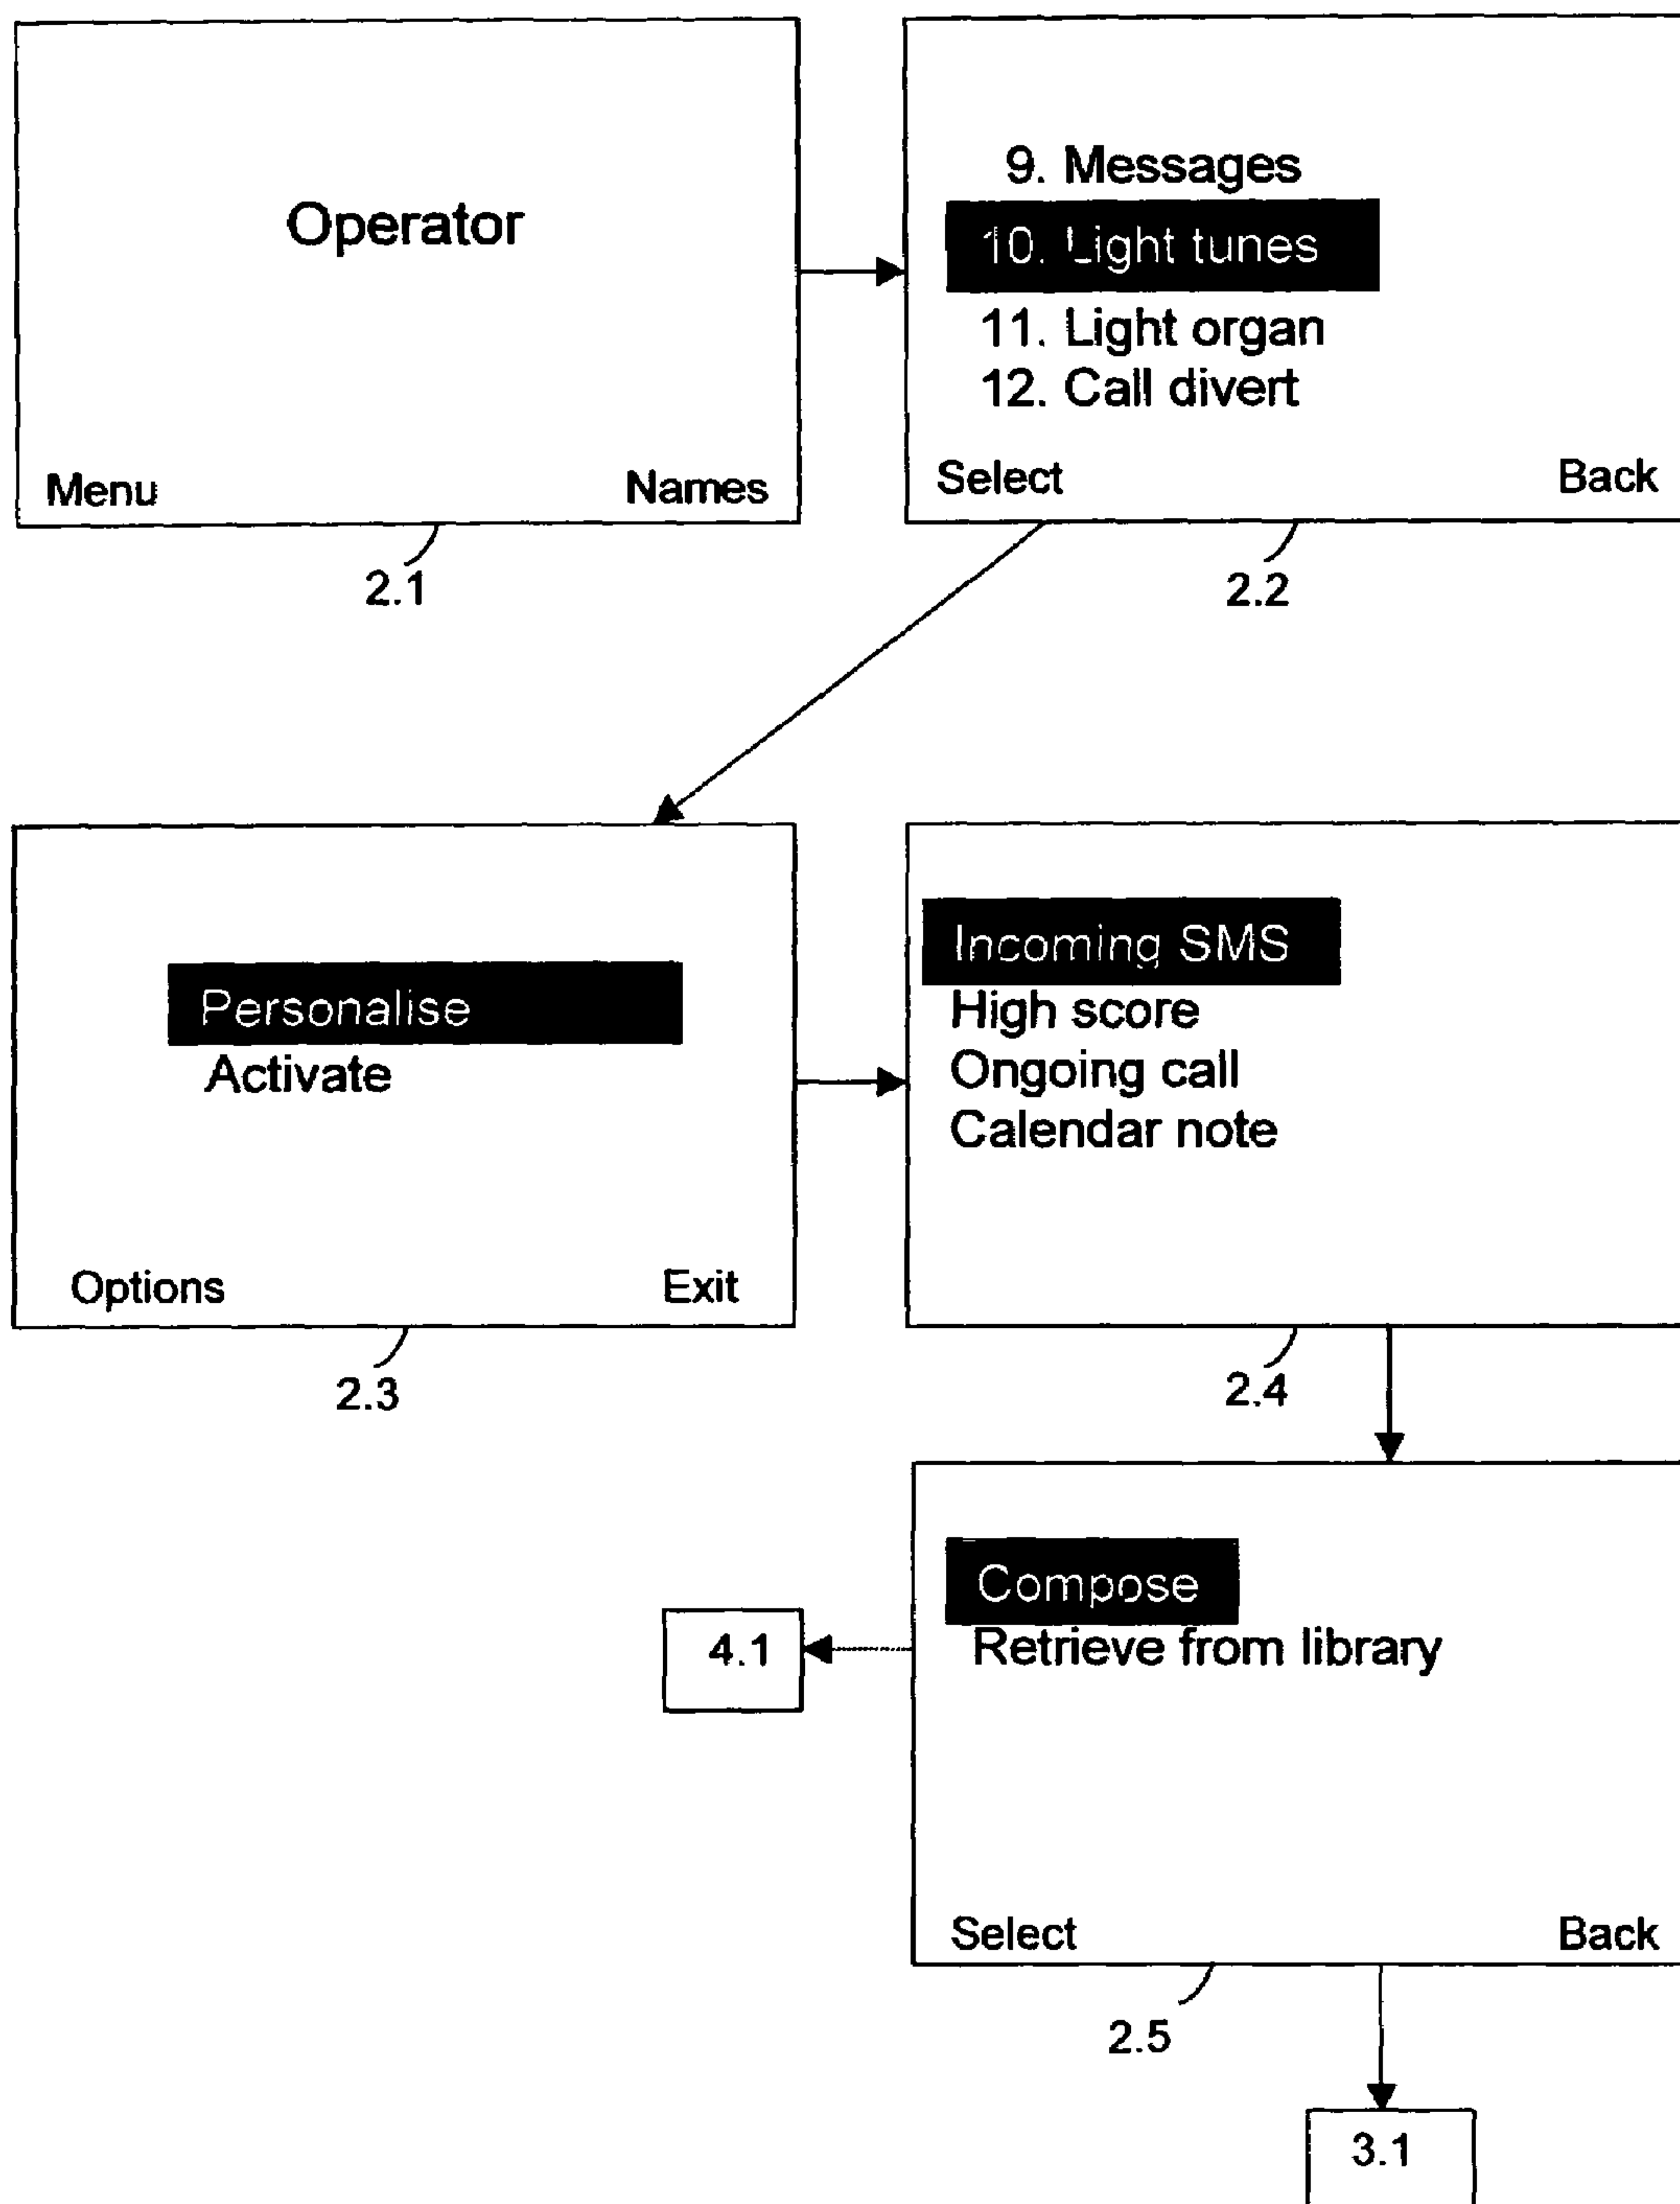 Operator
Menu Names
2.1
9. Messages
10. Light tunes
11. Light organ
12. Call divert
Select Back
2.2
Personalise
Activate
Options Exit
2.3
Incoming SMS
High score
Ongoing call
Calendar note
2.4
Compose
Retrieve from library
Select Back
2.5
4.1
3.1